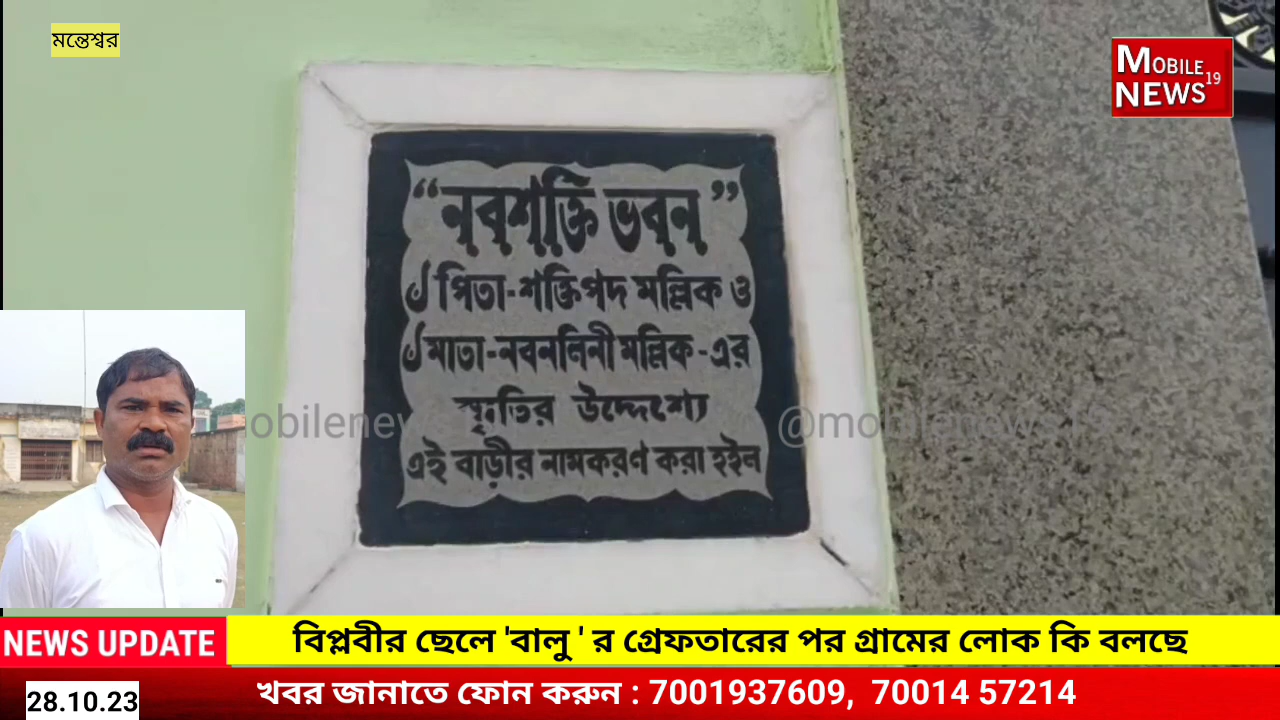 মন্তেশ্বর
MOBILE
NEWS 19
“নবশক্তি ভবন”
ঁপিতা-শক্তিপদ মল্লিক ও
ঁমাতা-নবনলিনী মল্লিক-এর
স্মৃতির উদ্দেশ্যে
এই বাড়ীর নামকরণ করা হইল
NEWS UPDATE
বিপ্লবীর ছেলে 'বালু ' র গ্রেফতারের পর গ্রামের লোক কি বলছে
28.10.23
খবর জানাতে ফোন করুন : 7001937609, 70014 57214